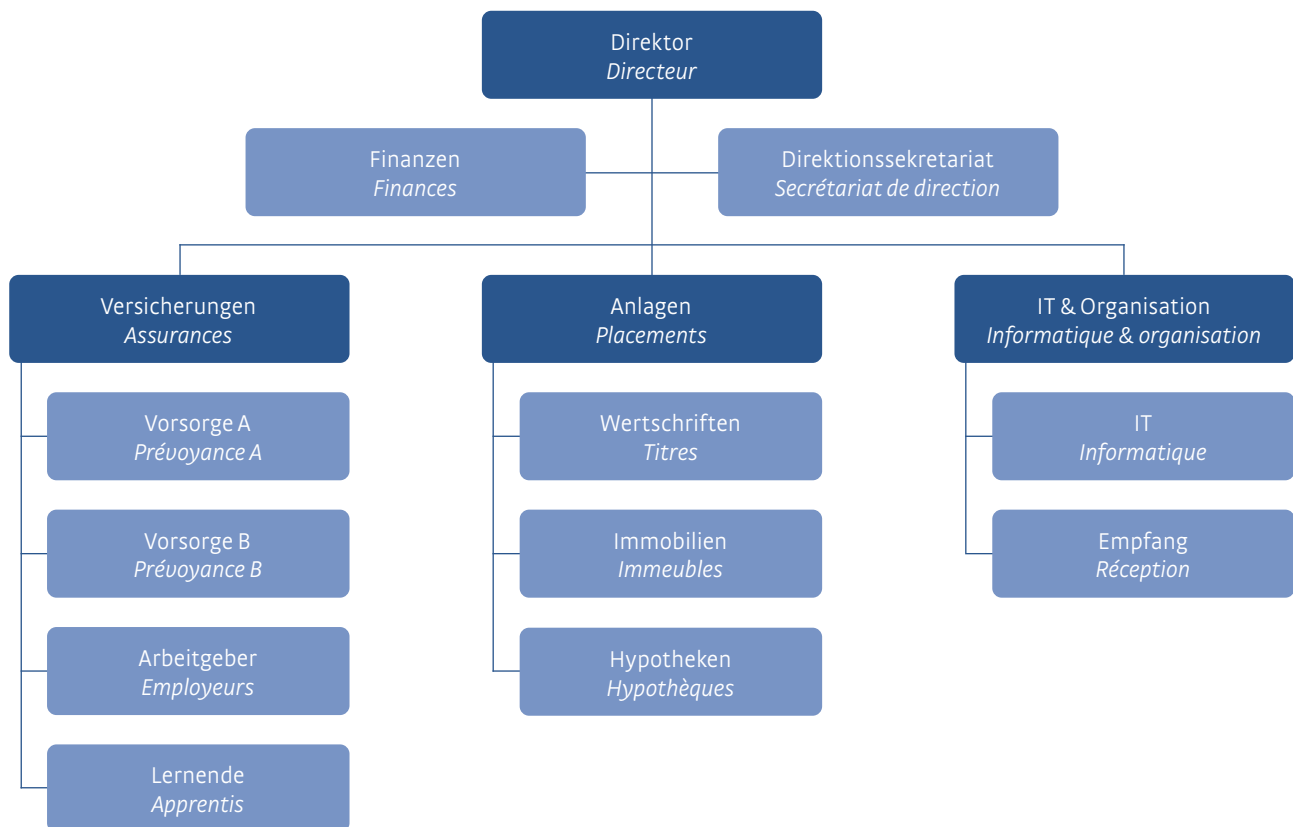 Direktor
Directeur
Finanzen
Finances
Direktionssekretariat
Secrétariat de direction
Versicherungen
Assurances
Vorsorge A
Prévoyance A
Vorsorge B
Prévoyance B
Arbeitgeber
Employeurs
Lernende
Apprentis
Anlagen
Placements
Wertschriften
Titres
Immobilien
Immeubles
Hypotheken
Hypothèques
IT & Organisation
Informatique & organisation
IT
Informatique
Empfang
Réception